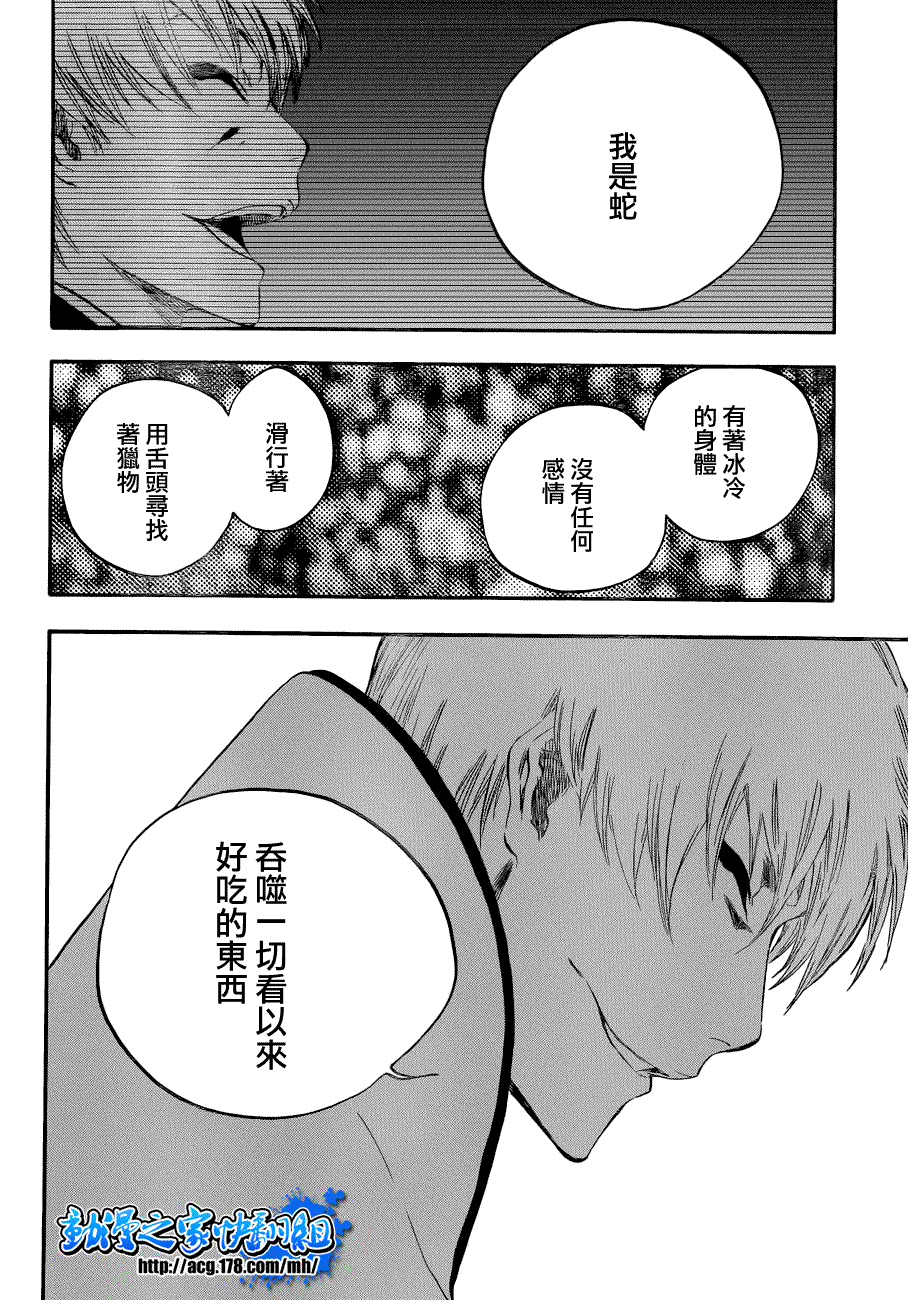 我是蛇
有著冰冷
的身體
沒有任何
感情
滑行著
用舌頭尋找
著獵物
吞噬一切看以來
好吃的東西
動漫之家快翻組
http://acg.178.com/mh/